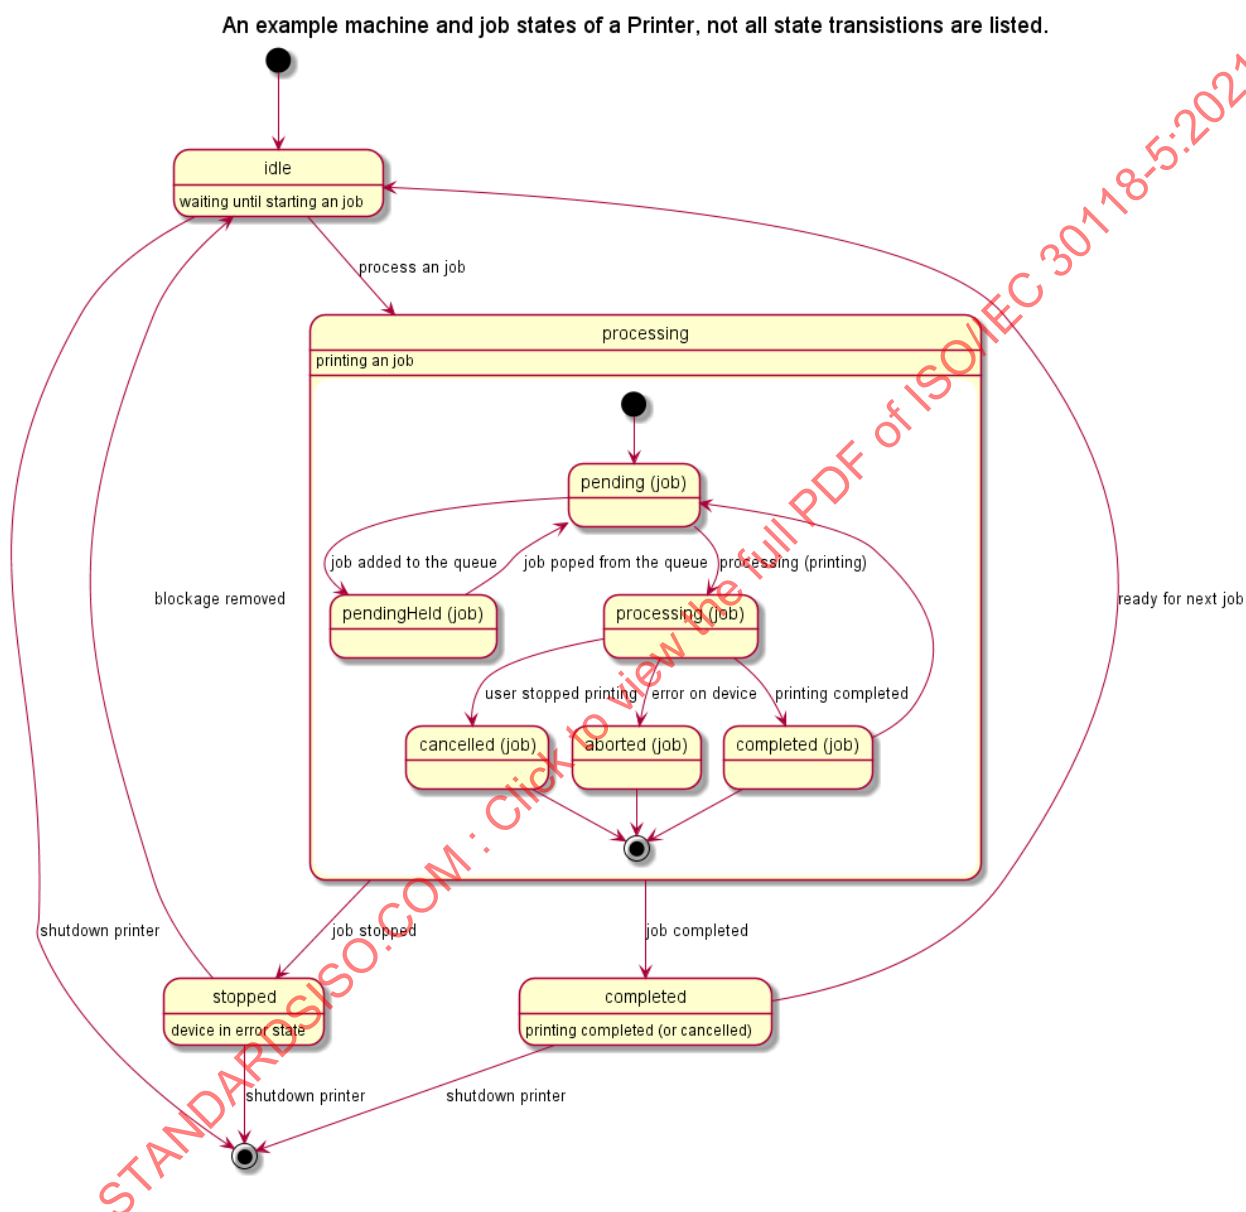 An example machine and job states of a Printer, not all state transistions are listed.
idle
waiting until starting an job
process an job
processing
printing an job
pending (job)
job added to the queue
job poped from the queue
processing (printing)
pendingHeld (job)
processing (job)
blockage removed
ready for next job
user stopped printing
error on device
printing completed
cancelled (job)
aborted (job)
completed (job)
shutdown printer
job stopped
job completed
stopped
device in error state
completed
printing completed (or cancelled)
shutdown printer
shutdown printer
STANDARDSISO.COM : Click to view the full PDF of ISO/IEC 30118-5:2021